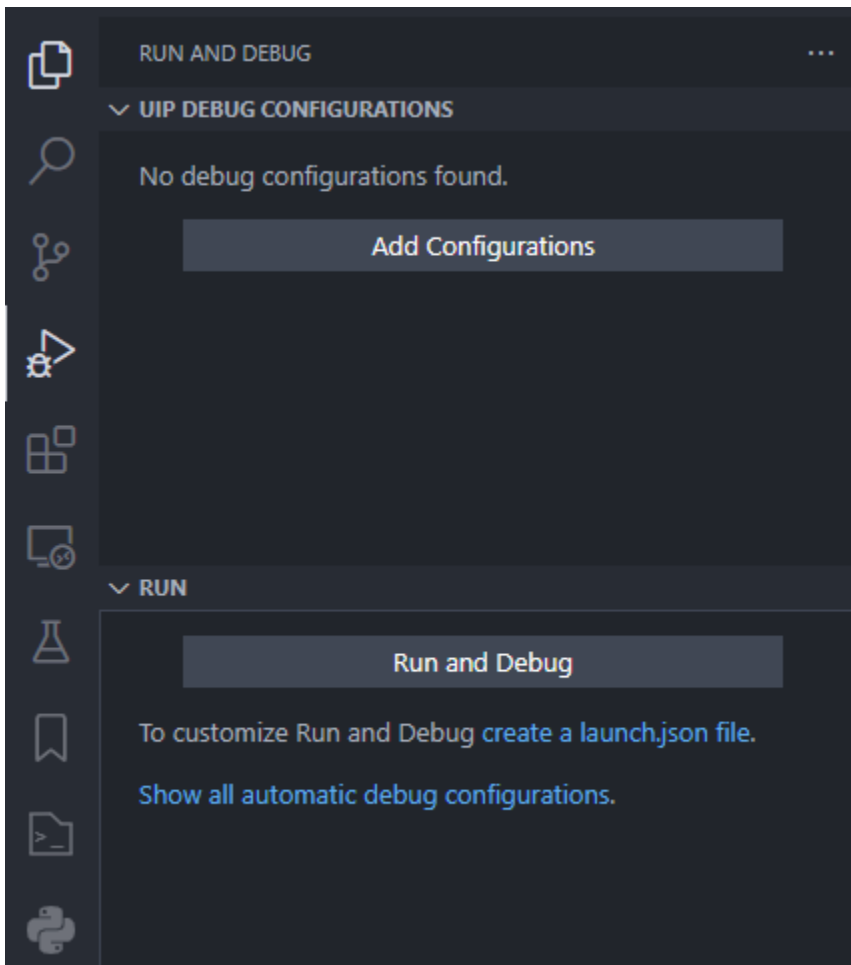 RUN AND DEBUG
UIP DEBUG CONFIGURATIONS
No debug configurations found.
Add Configurations
RUN
Run and Debug
To customize Run and Debug create a launch.json file.
Show all automatic debug configurations.